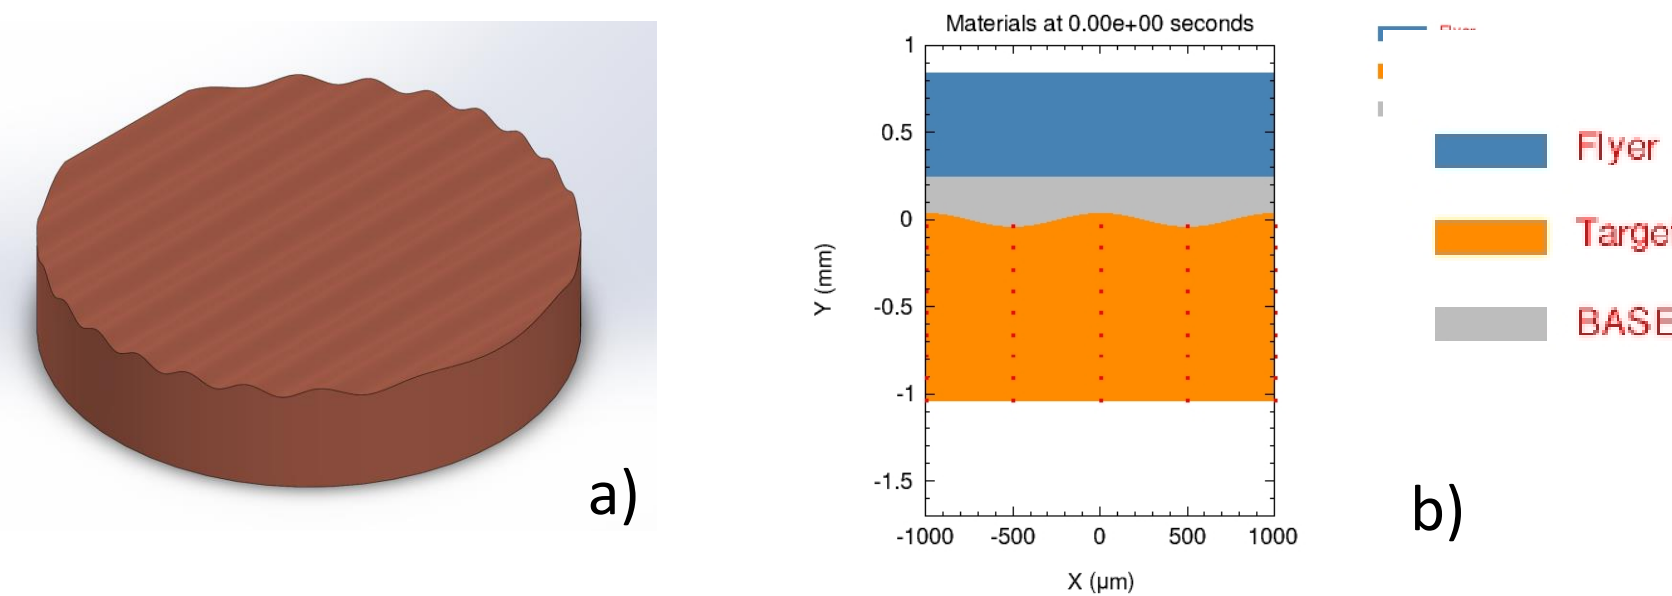 a)
Materials at 0.00e+00 seconds
1
0.5
0
-0.5
-1
-1.5
Y (mm)
-1000 -500 0 500 1000
X (µm)
Flyer
Targe
BASE
b)